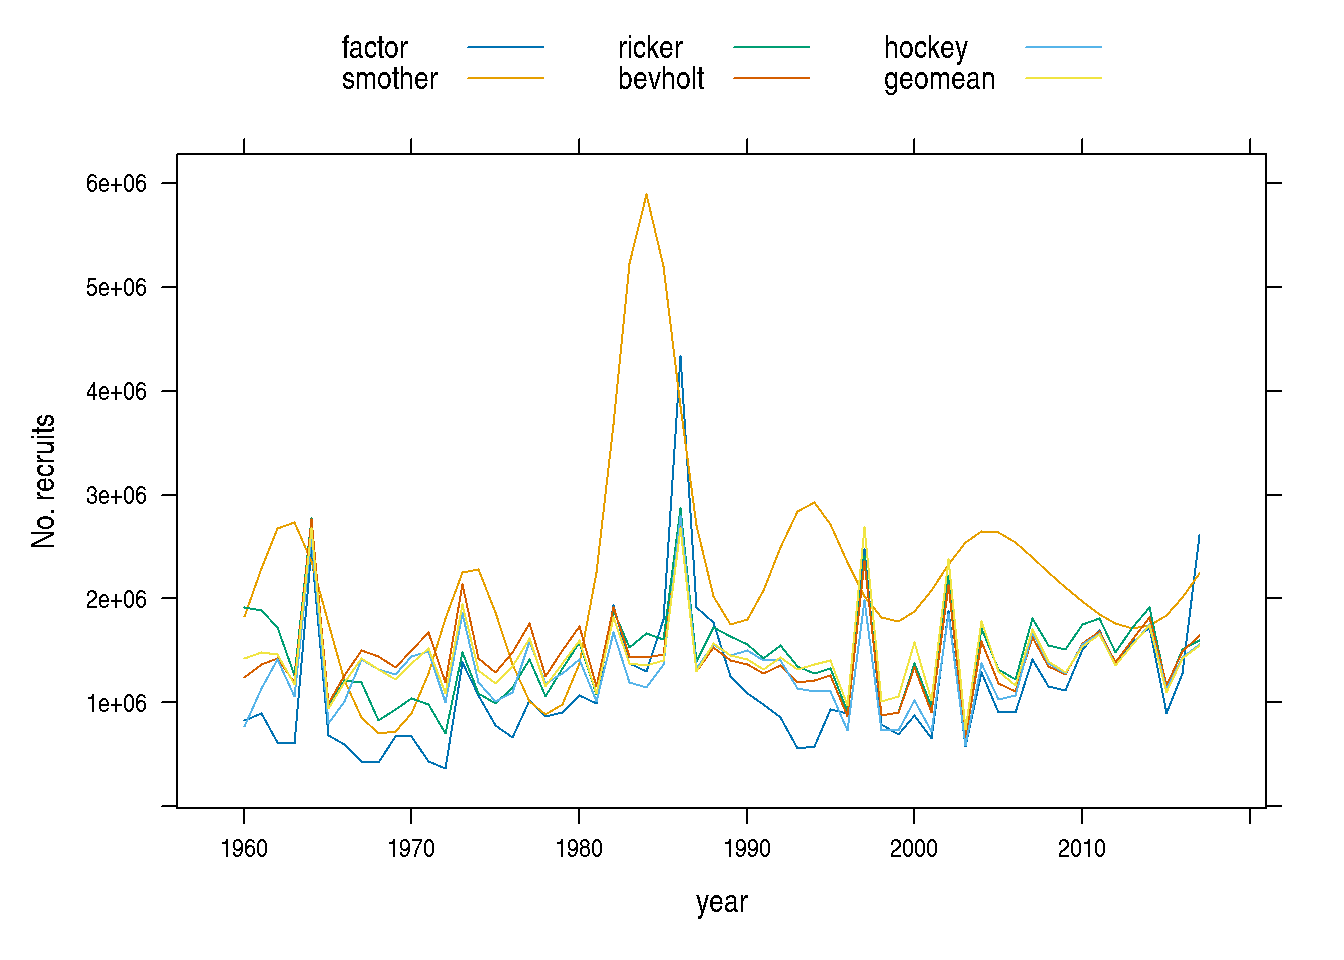 factor ricker hockey
smother bevholt geomean
6e+06
5e+06
4e+06
3e+06
2e+06
1e+06
No. recruits
1960 1970 1980 1990 2000 2010
year